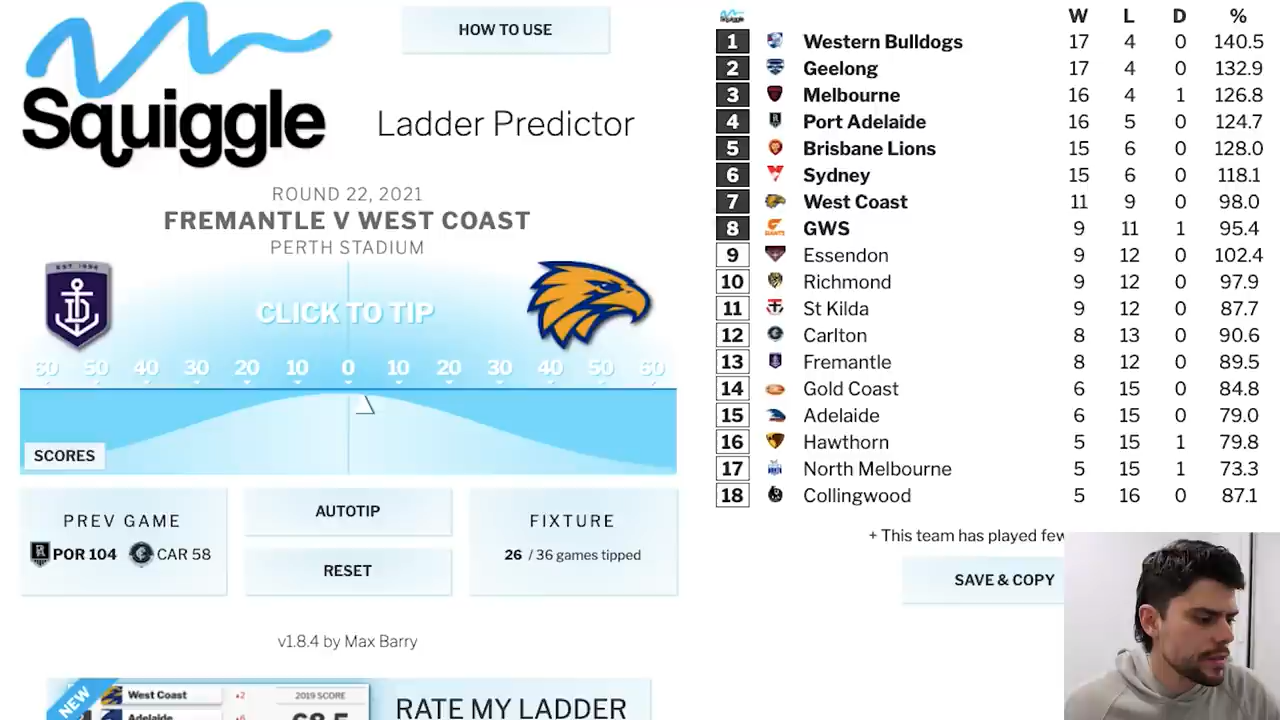 Squiggle
HOW TO USE
Ladder Predictor
ROUND 22, 2021
FREMANTLE V WEST COAST
PERTH STADIUM
EST 1994
CLICK TO TIP
60 50 40 30 20 10 0 10 20 30 40 50 60
SCORES
PREV GAME
POR 104 CAR 58
AUTOTIP
RESET
FIXTURE
26 / 36 games tipped
v1.8.4 by Max Barry
NEW
West Coast 2 2019 SCORE
Adelaide 6 68.5
RATE MY LADDER
Squiggle W L D %
1 Western Bulldogs 17 4 0 140.5
2 Geelong 17 4 0 132.9
3 Melbourne 16 4 1 126.8
4 Port Adelaide 16 5 0 124.7
5 Brisbane Lions 15 6 0 128.0
6 Sydney 15 6 0 118.1
7 West Coast 11 9 0 98.0
8 GWS 9 11 1 95.4
9 Essendon 9 12 0 102.4
10 Richmond 9 12 0 97.9
11 St Kilda 9 12 0 87.7
12 Carlton 8 13 0 90.6
13 Fremantle 8 12 0 89.5
14 Gold Coast 6 15 0 84.8
15 Adelaide 6 15 0 79.0
16 Hawthorn 5 15 1 79.8
17 North Melbourne 5 15 1 73.3
18 Collingwood 5 16 0 87.1
+ This team has played few
SAVE & COPY